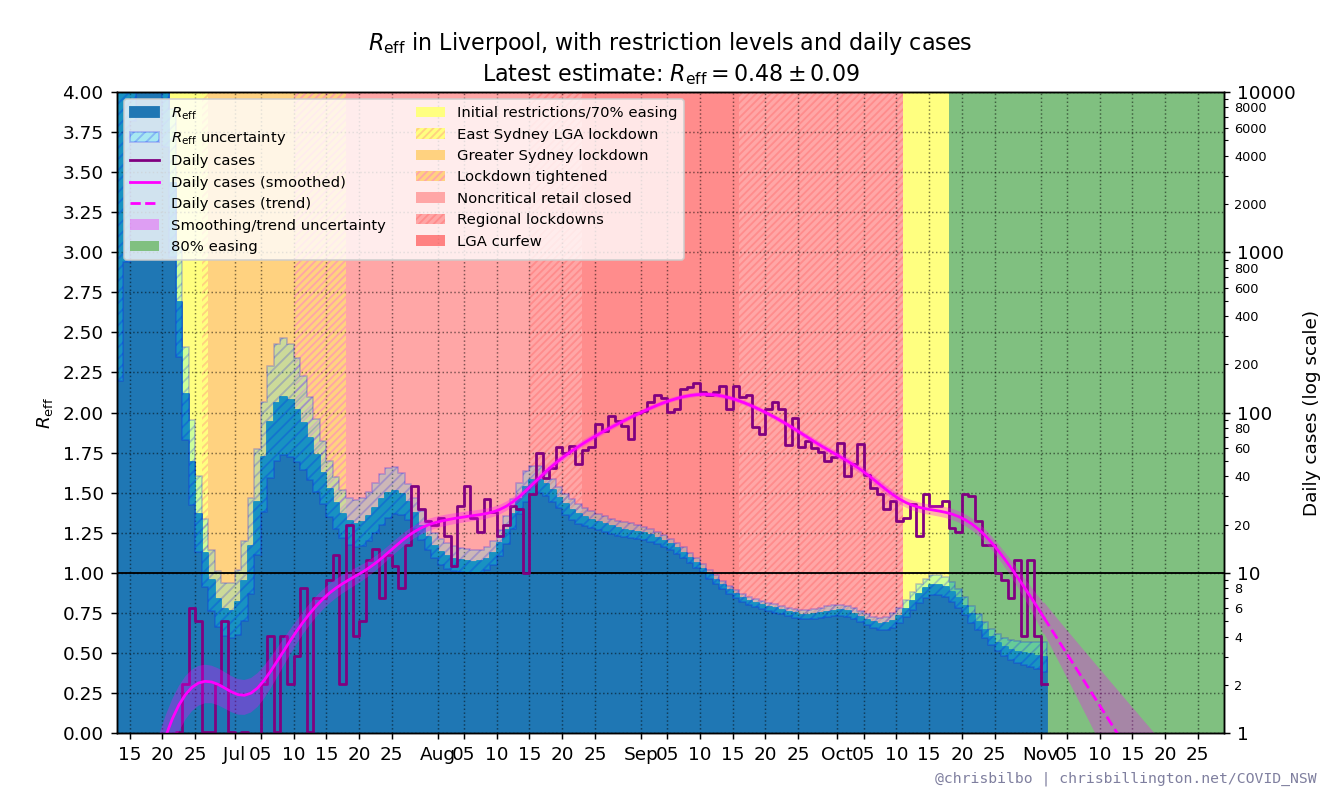 R_eff in Liverpool, with restriction levels and daily cases
Latest estimate: R_eff = 0.48 ± 0.09
R_eff
R_eff uncertainty
Daily cases
Daily cases (smoothed)
Daily cases (trend)
Smoothing/trend uncertainty
80% easing
Initial restrictions/70% easing
East Sydney LGA lockdown
Greater Sydney lockdown
Lockdown tightened
Noncritical retail closed
Regional lockdowns
LGA curfew
R_eff
4.00
3.75
3.50
3.25
3.00
2.75
2.50
2.25
2.00
1.75
1.50
1.25
1.00
0.75
0.50
0.25
0.00
10000
8000
6000
4000
2000
1000
800
600
400
200
100
80
60
40
20
10
8
6
4
2
1
Daily cases (log scale)
15 20 25 Jul 05 10 15 20 25 Aug 05 10 15 20 25 Sep 05 10 15 20 25 Oct 05 10 15 20 25 Nov 05 10 15 20 25
@chrisbilbo | chrisbillington.net/COVID_NSW